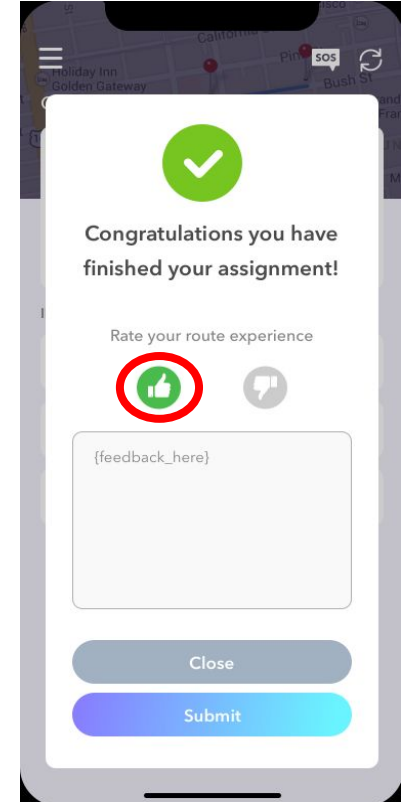 California
Pin
SOS
Holiday Inn
Golden Gateway
Bush St
Congratulations you have
finished your assignment!
Rate your route experience
{feedback_here}
Close
Submit